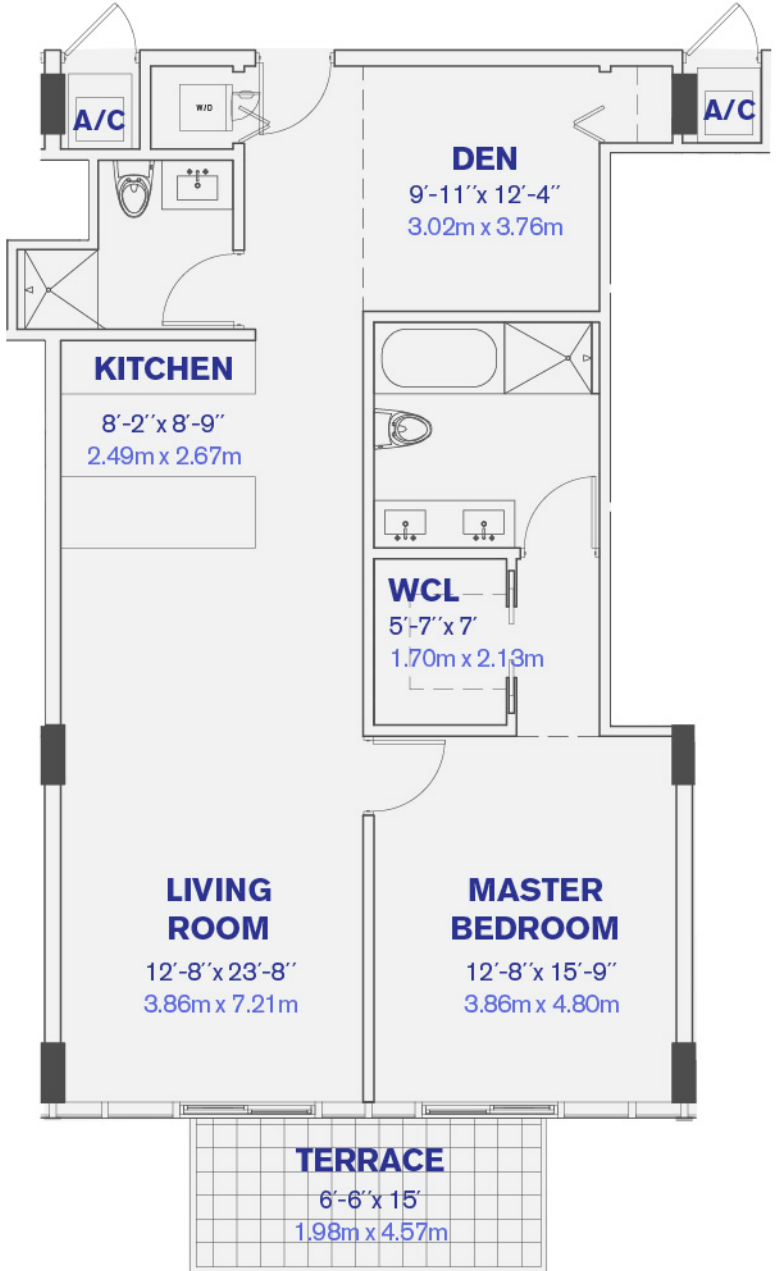 A/C
W/D
A/C
DEN
9′-11′′x 12′-4′′
3.02m x 3.76m
KITCHEN
8′-2′′x 8′-9′′
2.49m x 2.67m
WCL
5′-7′′x 7′
1.70m x 2.13m
LIVING
ROOM
12′-8′′x 23′-8′′
3.86m x 7.21m
MASTER
BEDROOM
12′-8′′x 15′-9′′
3.86m x 4.80m
TERRACE
6′-6′′x 15′
1.98m x 4.57m